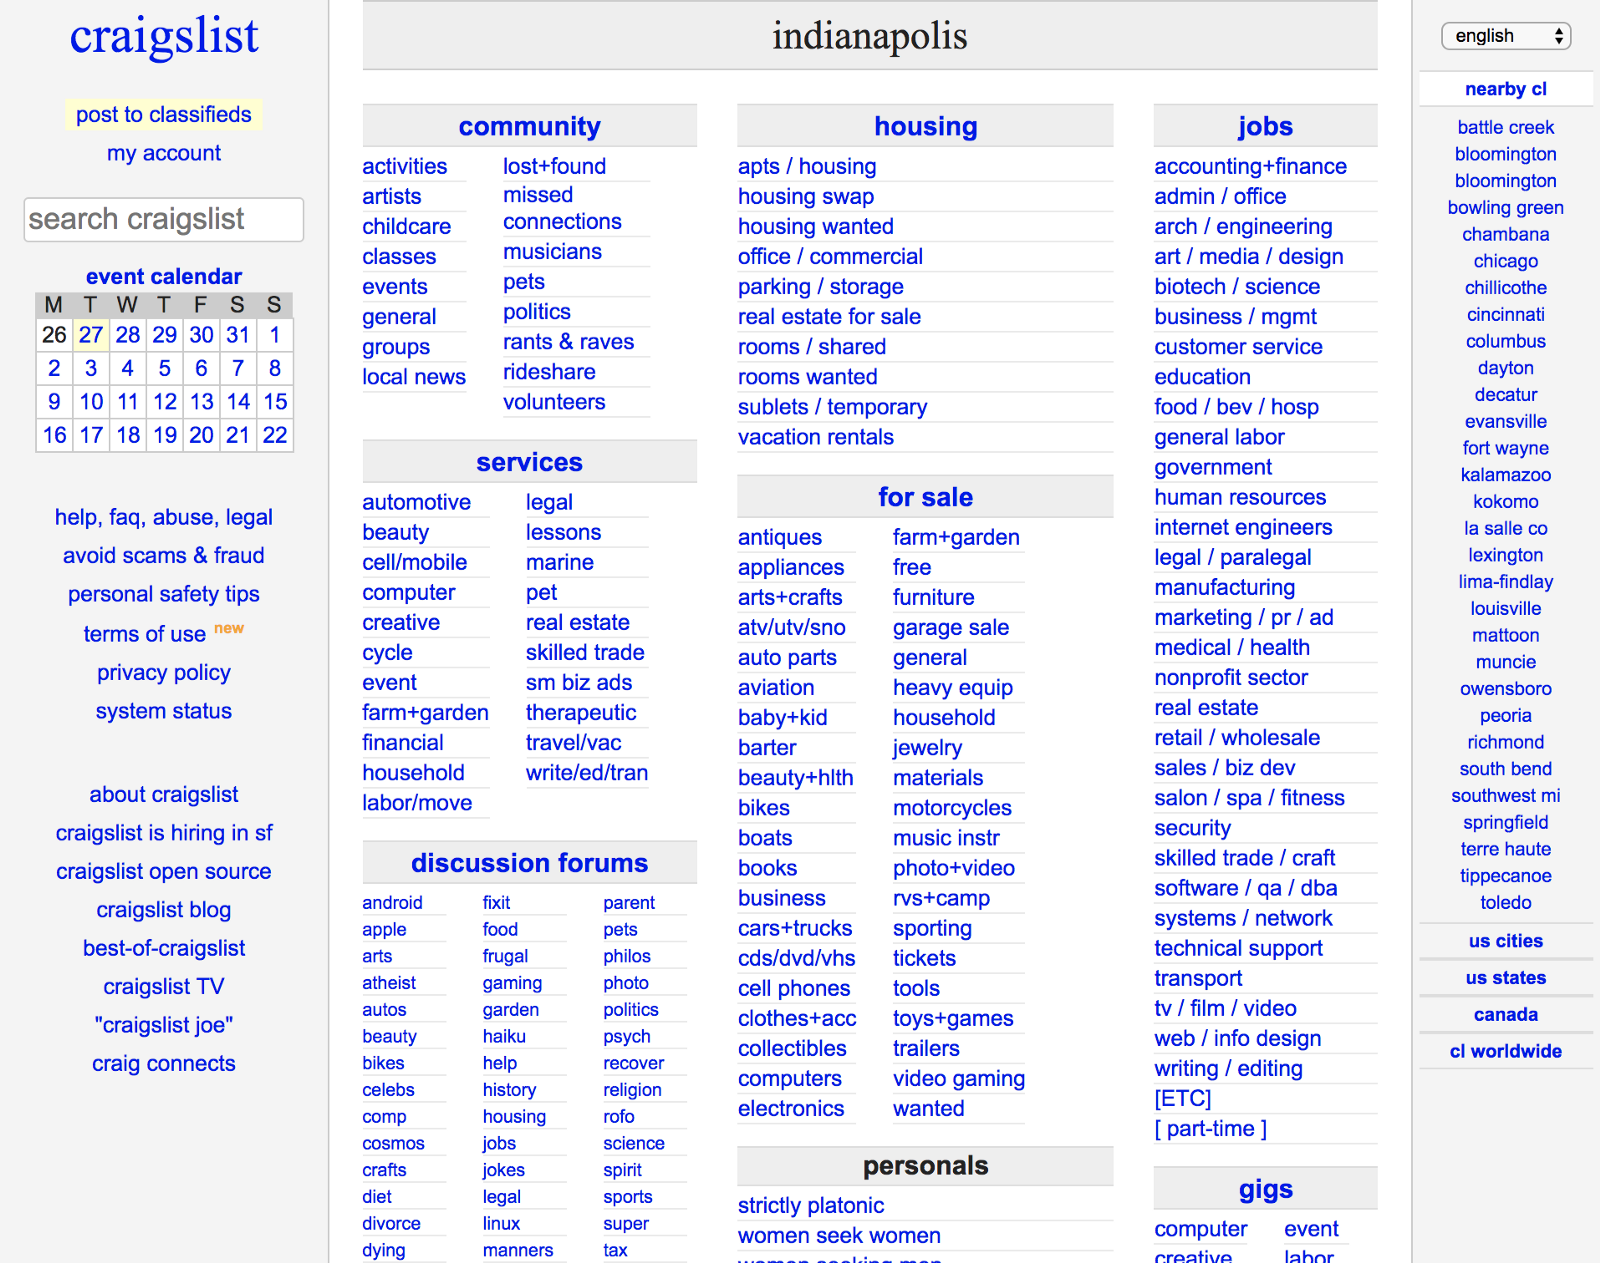 craigslist
post to classifieds
my account
search craigslist
event calendar
M T W T F S S
26 27 28 29 30 31 1
2 3 4 5 6 7 8
9 10 11 12 13 14 15
16 17 18 19 20 21 22
help, faq, abuse, legal
avoid scams & fraud
personal safety tips
terms of use new
privacy policy
system status
about craigslist
craigslist is hiring in sf
craigslist open source
craigslist blog
best-of-craigslist
craigslist TV
"craigslist joe"
craig connects
indianapolis
community
activities
artists
childcare
classes
events
general
groups
local news
lost+found
missed
connections
musicians
pets
politics
rants & raves
rideshare
volunteers
services
automotive
beauty
cell/mobile
computer
creative
cycle
event
farm+garden
financial
household
labor/move
legal
lessons
marine
pet
real estate
skilled trade
sm biz ads
therapeutic
travel/vac
write/ed/tran
discussion forums
android
apple
arts
atheist
autos
beauty
bikes
celebs
comp
cosmos
crafts
diet
divorce
dying
fixit
food
frugal
gaming
garden
haiku
help
history
housing
jobs
jokes
legal
linux
manners
parent
pets
philos
photo
politics
psych
recover
religion
rofo
science
spirit
sports
super
tax
housing
apts / housing
housing swap
housing wanted
office / commercial
parking / storage
real estate for sale
rooms / shared
rooms wanted
sublets / temporary
vacation rentals
for sale
antiques
appliances
arts+crafts
atv/utv/sno
auto parts
aviation
baby+kid
barter
beauty+hlth
bikes
boats
books
business
cars+trucks
cds/dvd/vhs
cell phones
clothes+acc
collectibles
computers
electronics
farm+garden
free
furniture
garage sale
general
heavy equip
household
jewelry
materials
motorcycles
music instr
photo+video
rvs+camp
sporting
tickets
tools
toys+games
trailers
video gaming
wanted
personals
strictly platonic
women seek women
women seeking men
jobs
accounting+finance
admin / office
arch / engineering
art / media / design
biotech / science
business / mgmt
customer service
education
food / bev / hosp
general labor
government
human resources
internet engineers
legal / paralegal
manufacturing
marketing / pr / ad
medical / health
nonprofit sector
real estate
retail / wholesale
sales / biz dev
salon / spa / fitness
security
skilled trade / craft
software / qa / dba
systems / network
technical support
transport
tv / film / video
web / info design
writing / editing
[ETC]
[ part-time ]
gigs
computer
creative
event
labor
english
nearby cl
battle creek
bloomington
bloomington
bowling green
chambana
chicago
chillicothe
cincinnati
columbus
dayton
decatur
evansville
fort wayne
kalamazoo
kokomo
la salle co
lexington
lima-findlay
louisville
mattoon
muncie
owensboro
peoria
richmond
south bend
southwest mi
springfield
terre haute
tippecanoe
toledo
us cities
us states
canada
cl worldwide